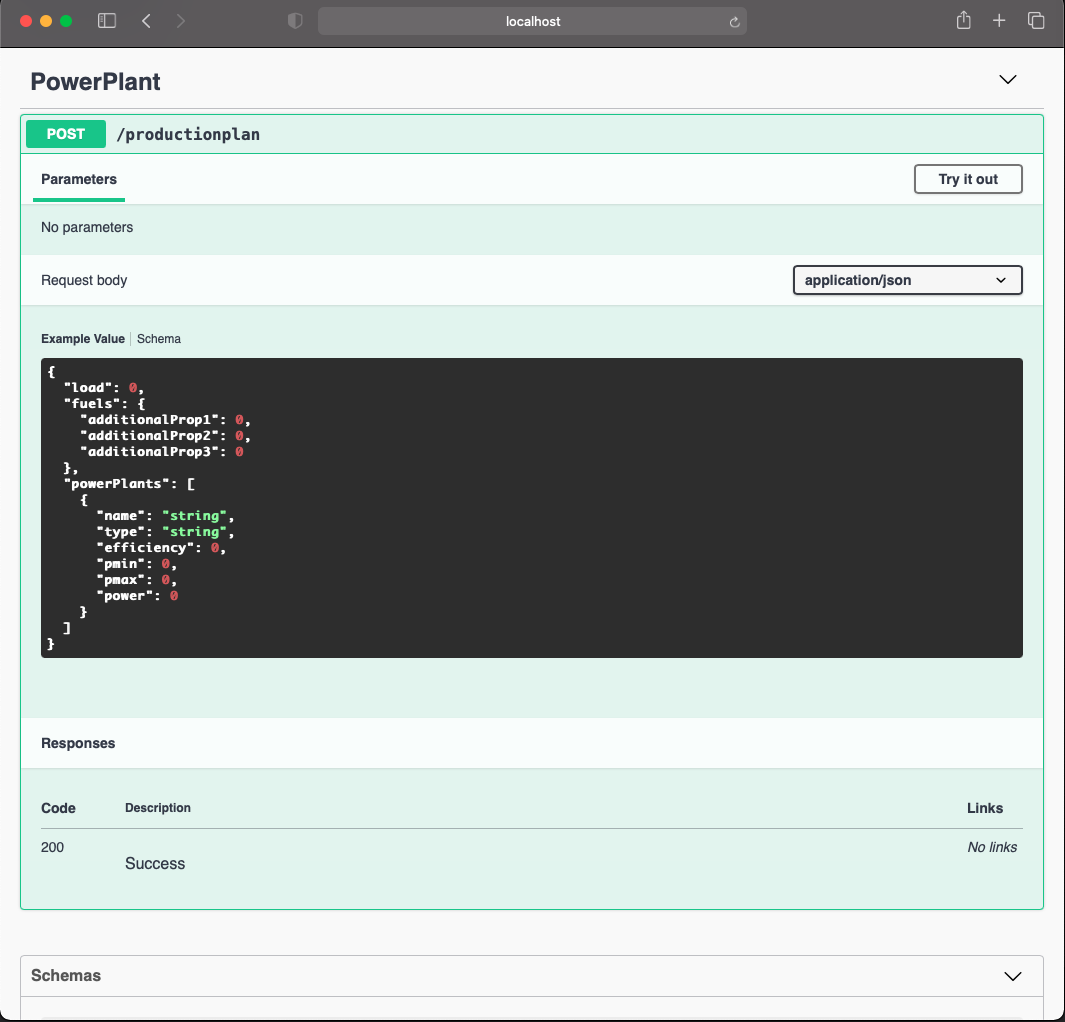 localhost
PowerPlant
POST /productionplan
Parameters
Try it out
No parameters
Request body
application/json
Example Value
Schema
{
  "load": 0,
  "fuels": {
    "additionalProp1": 0,
    "additionalProp2": 0,
    "additionalProp3": 0
  },
  "powerPlants": [
    {
      "name": "string",
      "type": "string",
      "efficiency": 0,
      "pmin": 0,
      "pmax": 0,
      "power": 0
    }
  ]
}
Responses
Code Description Links
200 Success No links
Schemas